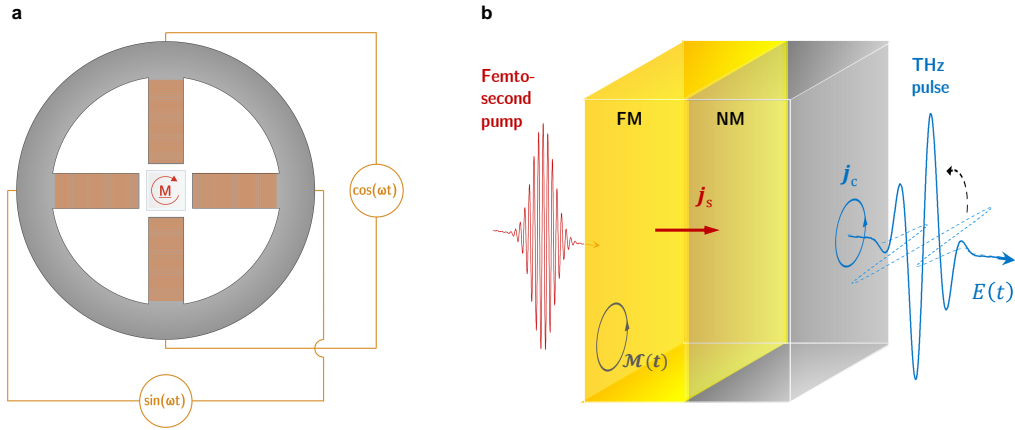 a
M
cos(ωt)
sin(ωt)
b
Femto-
second
pump
FM
NM
THz
pulse
j_s
j_c
M(t)
E(t)